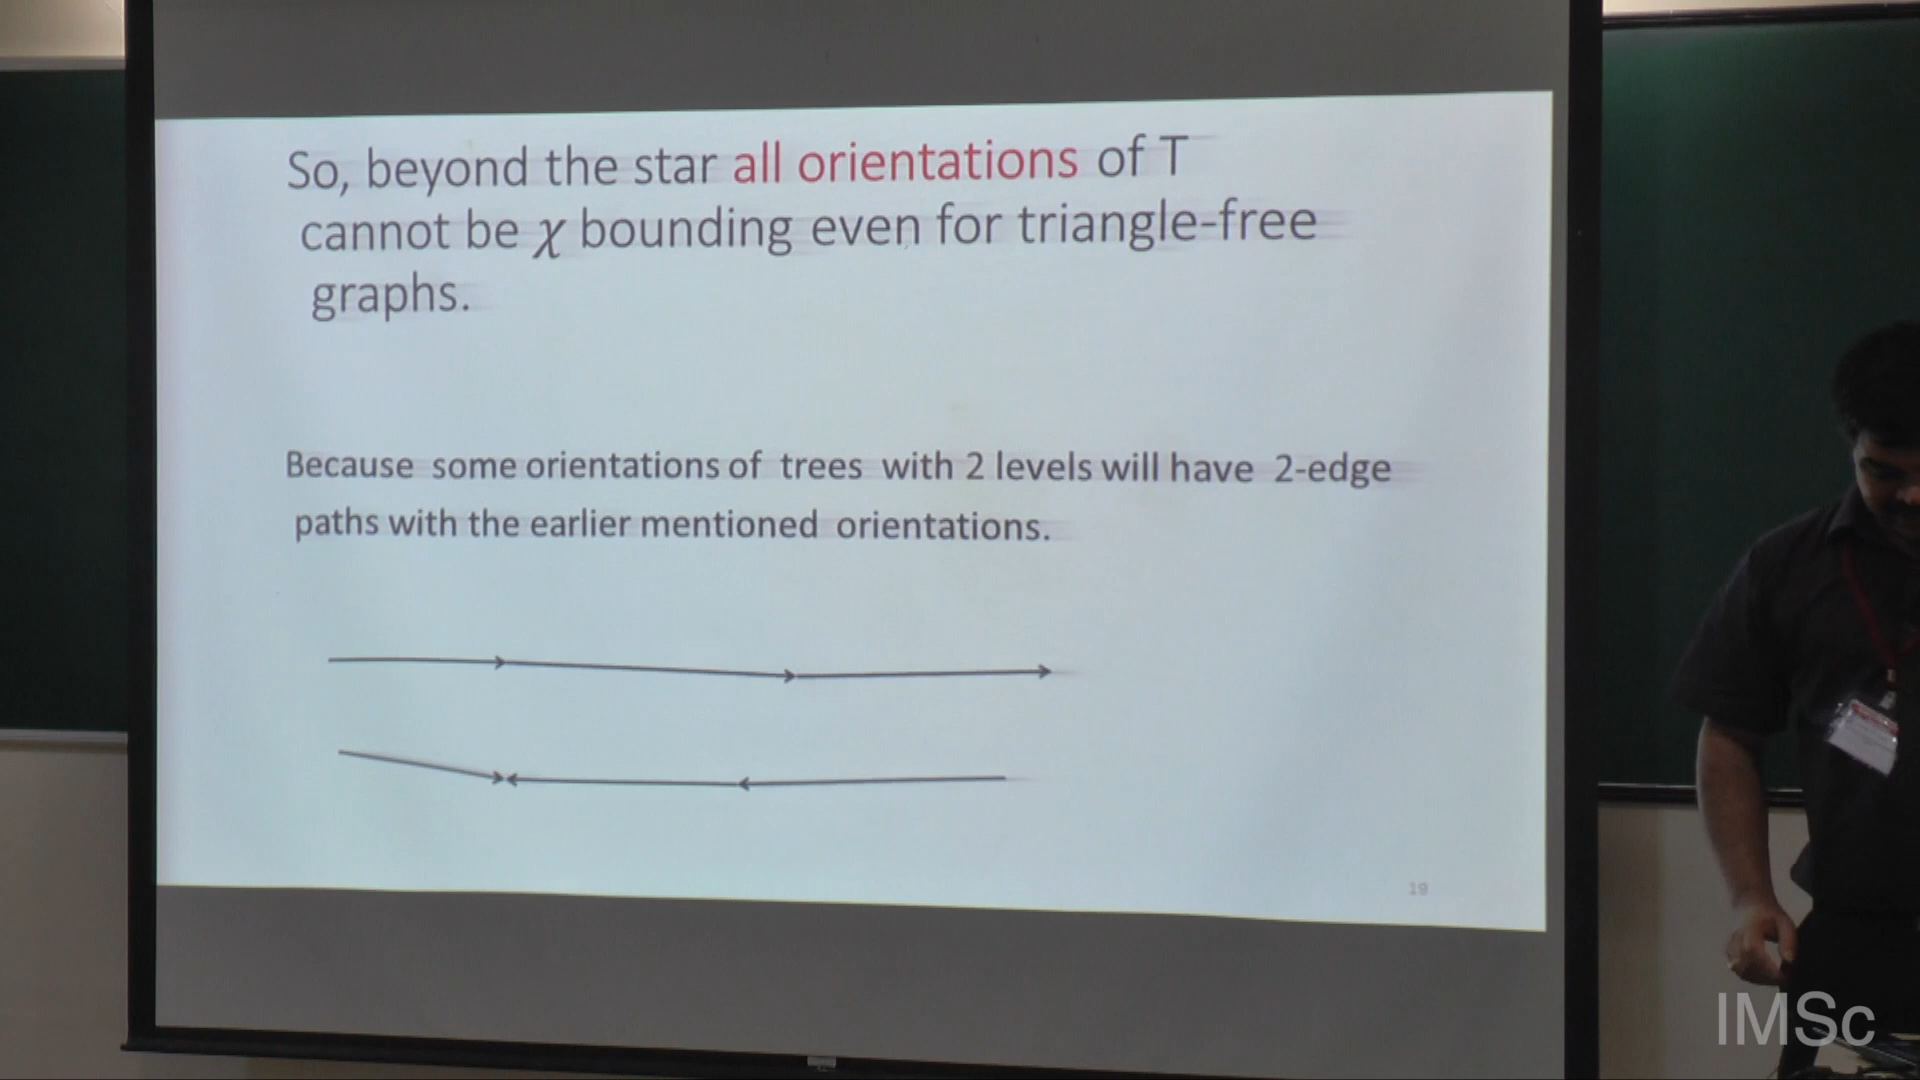 So, beyond the star all orientations of T
cannot be χ bounding even for triangle-free
graphs.
Because some orientations of trees with 2 levels will have 2-edge
paths with the earlier mentioned orientations.
19
IMSc